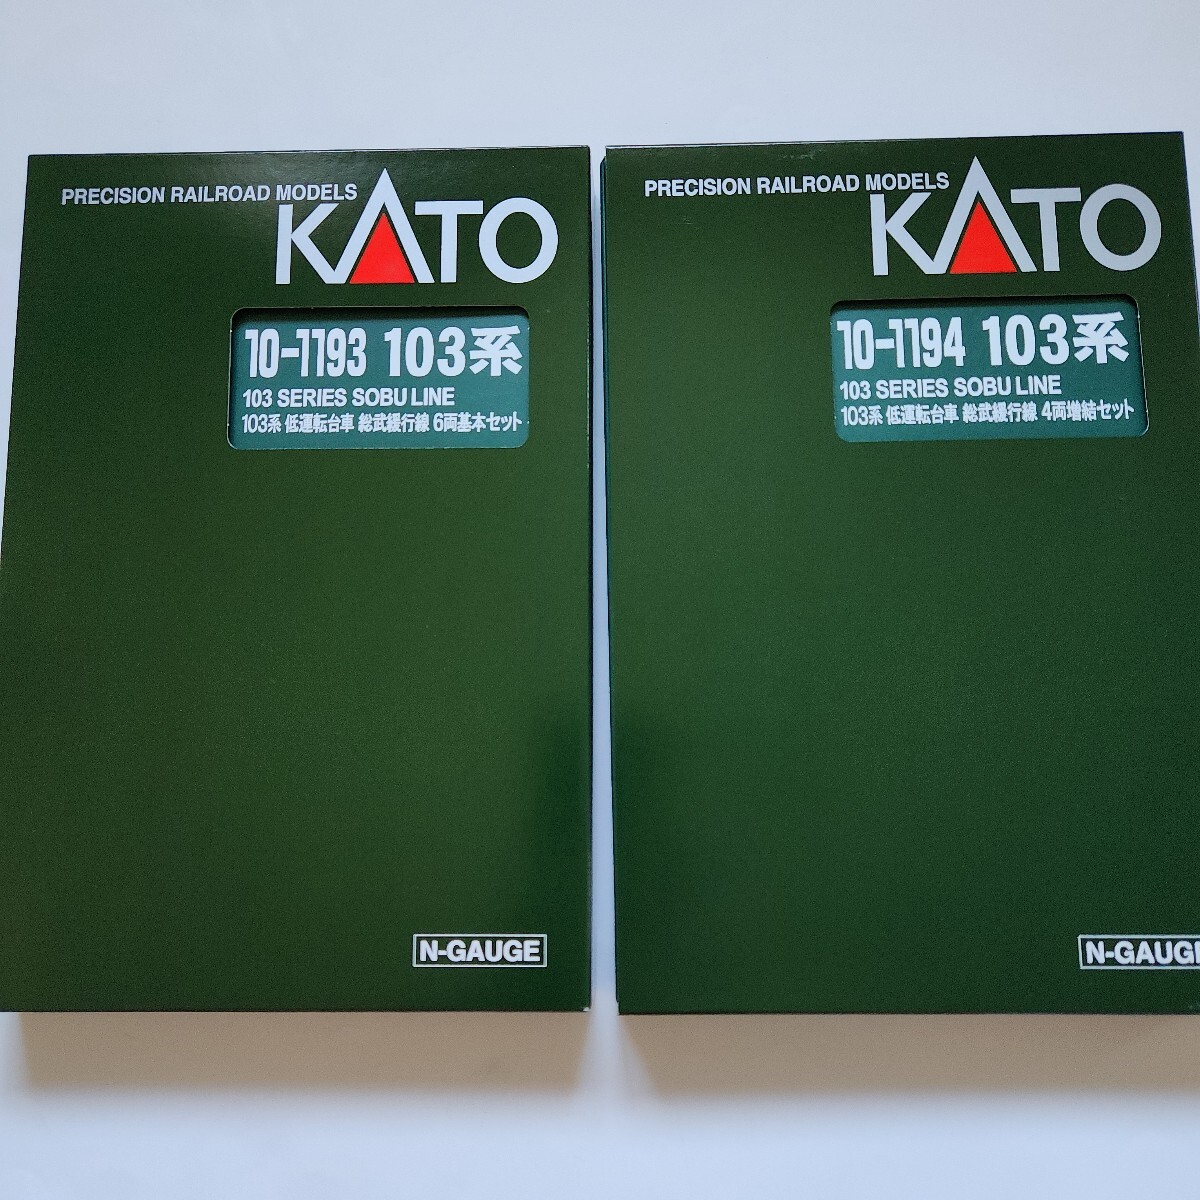 PRECISION RAILROAD MODELS
KATO
10-1193 103系
103 SERIES SOBU LINE
103系 低運転台車 総武緩行線 6両基本セット
N-GAUGE
PRECISION RAILROAD MODELS
KATO
10-1194 103系
103 SERIES SOBU LINE
103系 低運転台車 総武緩行線 4両増結セット
N-GAUGE